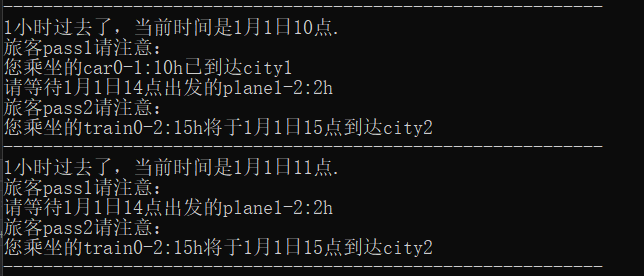 ------------------------------------------------------------
1小时过去了，当前时间是1月1日10点.
旅客pass1请注意：
您乘坐的car0-1:10h已到达city1
请等待1月1日14点出发的plane1-2:2h
旅客pass2请注意：
您乘坐的train0-2:15h将于1月1日15点到达city2
------------------------------------------------------------
1小时过去了，当前时间是1月1日11点.
旅客pass1请注意：
请等待1月1日14点出发的plane1-2:2h
旅客pass2请注意：
您乘坐的train0-2:15h将于1月1日15点到达city2
------------------------------------------------------------